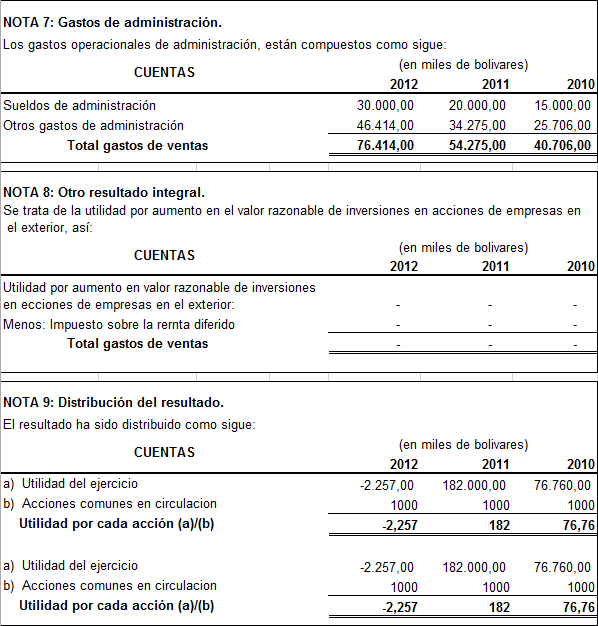 NOTA 7: Gastos de administración.
Los gastos operacionales de administración, están compuestos como sigue:
CUENTAS (en miles de bolivares)
2012 2011 2010
Sueldos de administración 30.000,00 20.000,00 15.000,00
Otros gastos de administración 46.414,00 34.275,00 25.706,00
Total gastos de ventas 76.414,00 54.275,00 40.706,00
NOTA 8: Otro resultado integral.
Se trata de la utilidad por aumento en el valor razonable de inversiones en acciones de empresas en
el exterior, así:
CUENTAS (en miles de bolivares)
2012 2011 2010
Utilidad por aumento en valor razonable de inversiones
en ecciones de empresas en el exterior: - - -
Menos: Impuesto sobre la rernta diferido - - -
Total gastos de ventas - - -
NOTA 9: Distribución del resultado.
El resultado ha sido distribuido como sigue:
CUENTAS (en miles de bolivares)
2012 2011 2010
a) Utilidad del ejercicio -2.257,00 182.000,00 76.760,00
b) Acciones comunes en circulacion 1000 1000 1000
Utilidad por cada acción (a)/(b) -2,257 182 76,76
a) Utilidad del ejercicio -2.257,00 182.000,00 76.760,00
b) Acciones comunes en circulacion 1000 1000 1000
Utilidad por cada acción (a)/(b) -2,257 182 76,76